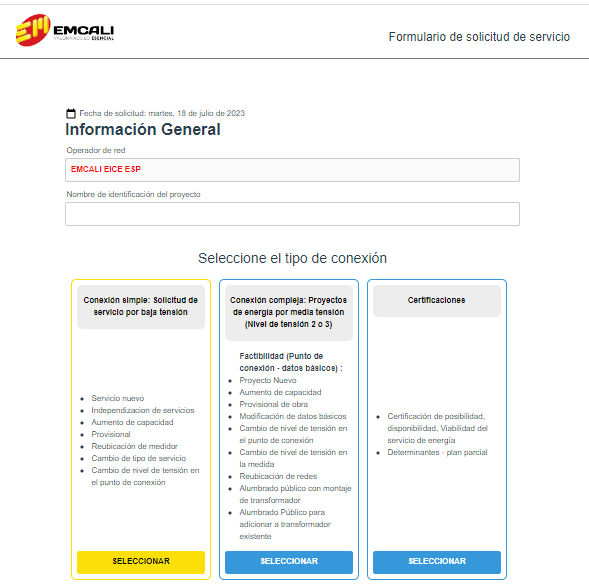 EM EMCALI
VALORAMOS LO ESENCIAL
Formulario de solicitud de servicio
Fecha de solicitud: martes, 18 de julio de 2023
Información General
Operador de red
EMCALI EICE ESP
Nombre de identificación del proyecto
Seleccione el tipo de conexión
Conexión simple: Solicitud de
servicio por baja tensión
• Servicio nuevo
• Independizacion de servicios
• Aumento de capacidad
• Provisional
• Reubicación de medidor
• Cambio de tipo de servicio
• Cambio de nivel de tensión en
el punto de conexión
SELECCIONAR
Conexión compleja: Proyectos
de energía por media tensión
(Nivel de tensión 2 o 3)
Factibilidad (Punto de
conexión - datos básicos) :
• Proyecto Nuevo
• Aumento de capacidad
• Provisional de obra
• Modificación de datos básicos
• Cambio de nivel de tensión en
el punto de conexión
• Cambio de nivel de tensión en
la medida
• Reubicación de redes
• Alumbrado público con montaje
de transformador
• Alumbrado Público para
adicionar a transformador
existente
SELECCIONAR
Certificaciones
• Certificación de posibilidad,
disponibilidad, Viabilidad del
servicio de energía
• Determinantes - plan parcial
SELECCIONAR